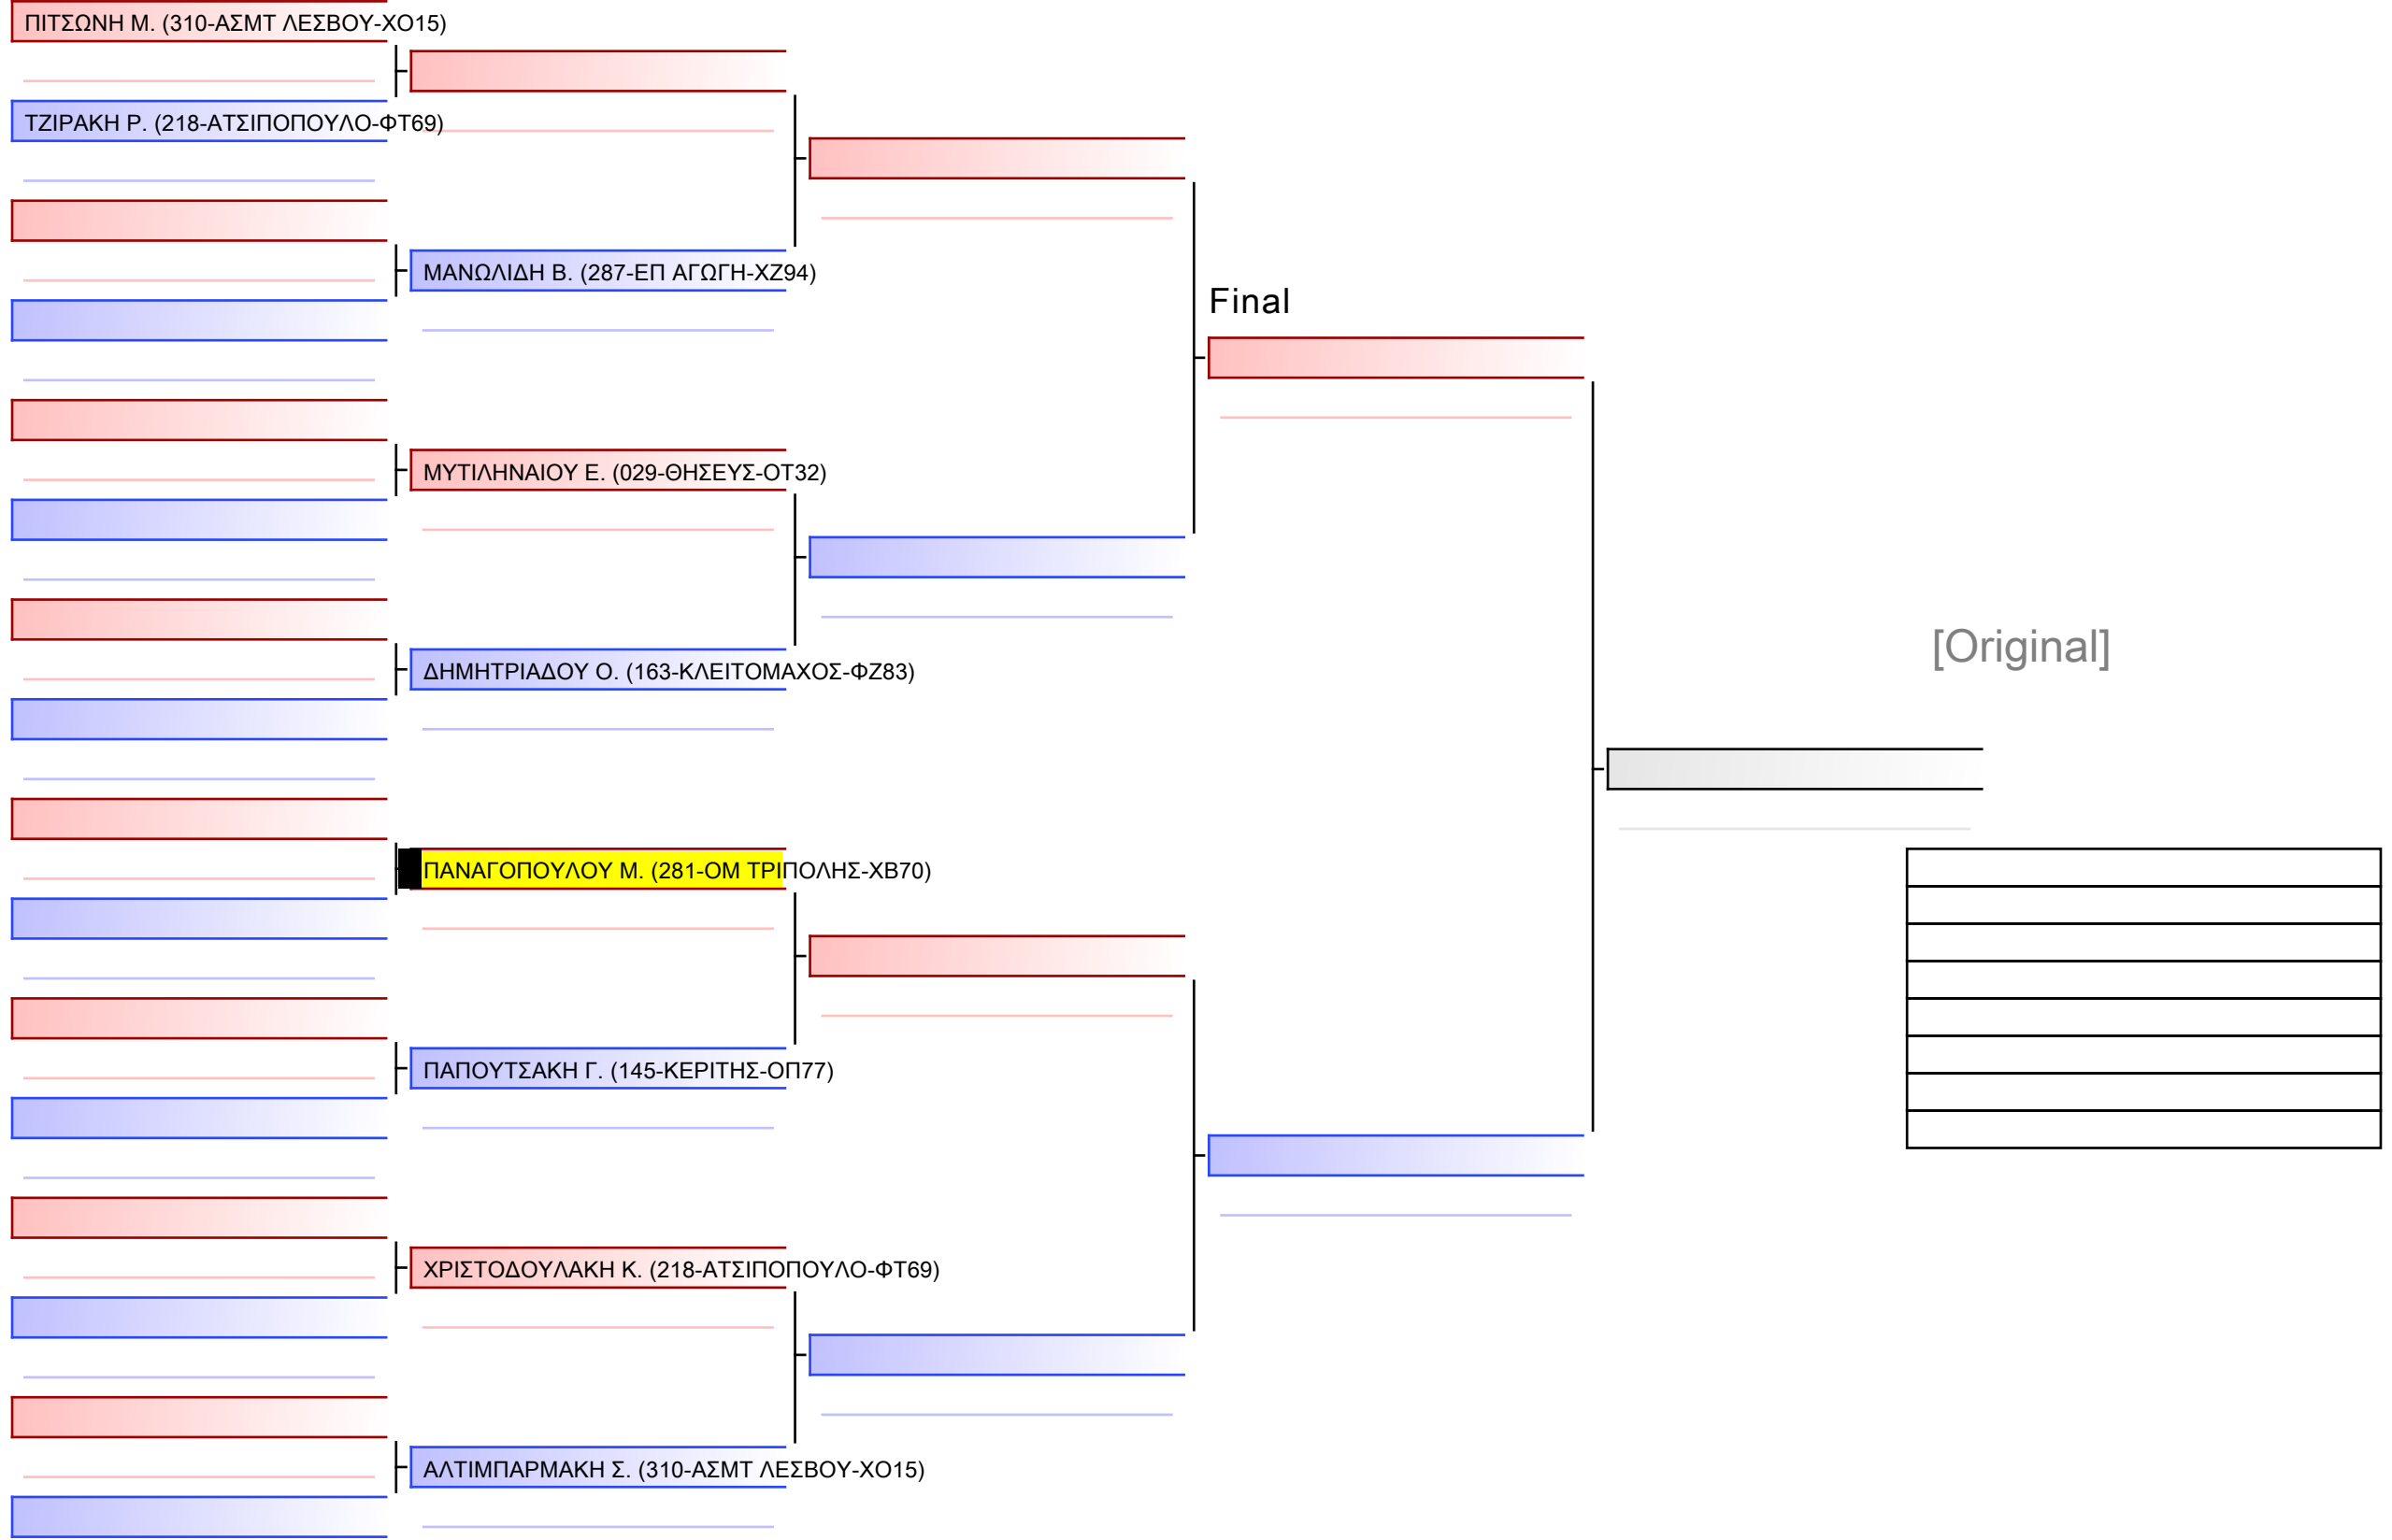 ΠΙΤΣΩΝΗ Μ. (310-ΑΣΜΤ ΛΕΣΒΟΥ-ΧΟ15)
ΤΖΙΡΑΚΗ Ρ. (218-ΑΤΣΙΠΟΠΟΥΛΟ-ΦΤ69)
ΜΑΝΩΛΙΔΗ Β. (287-ΕΠ ΑΓΩΓΗ-ΧΖ94)
Final
ΜΥΤΙΛΗΝΑΙΟΥ Ε. (029-ΘΗΣΕΥΣ-ΟΤ32)
[Original]
ΔΗΜΗΤΡΙΑΔΟΥ Ο. (163-ΚΛΕΙΤΟΜΑΧΟΣ-ΦΖ83)
ΠΑΝΑΓΟΠΟΥΛΟΥ Μ. (281-ΟΜ ΤΡΙΠΟΛΗΣ-ΧΒ70)
ΠΑΠΟΥΤΣΑΚΗ Γ. (145-ΚΕΡΙΤΗΣ-ΟΠ77)
ΧΡΙΣΤΟΔΟΥΛΑΚΗ Κ. (218-ΑΤΣΙΠΟΠΟΥΛΟ-ΦΤ69)
ΑΛΤΙΜΠΑΡΜΑΚΗ Σ. (310-ΑΣΜΤ ΛΕΣΒΟΥ-ΧΟ15)